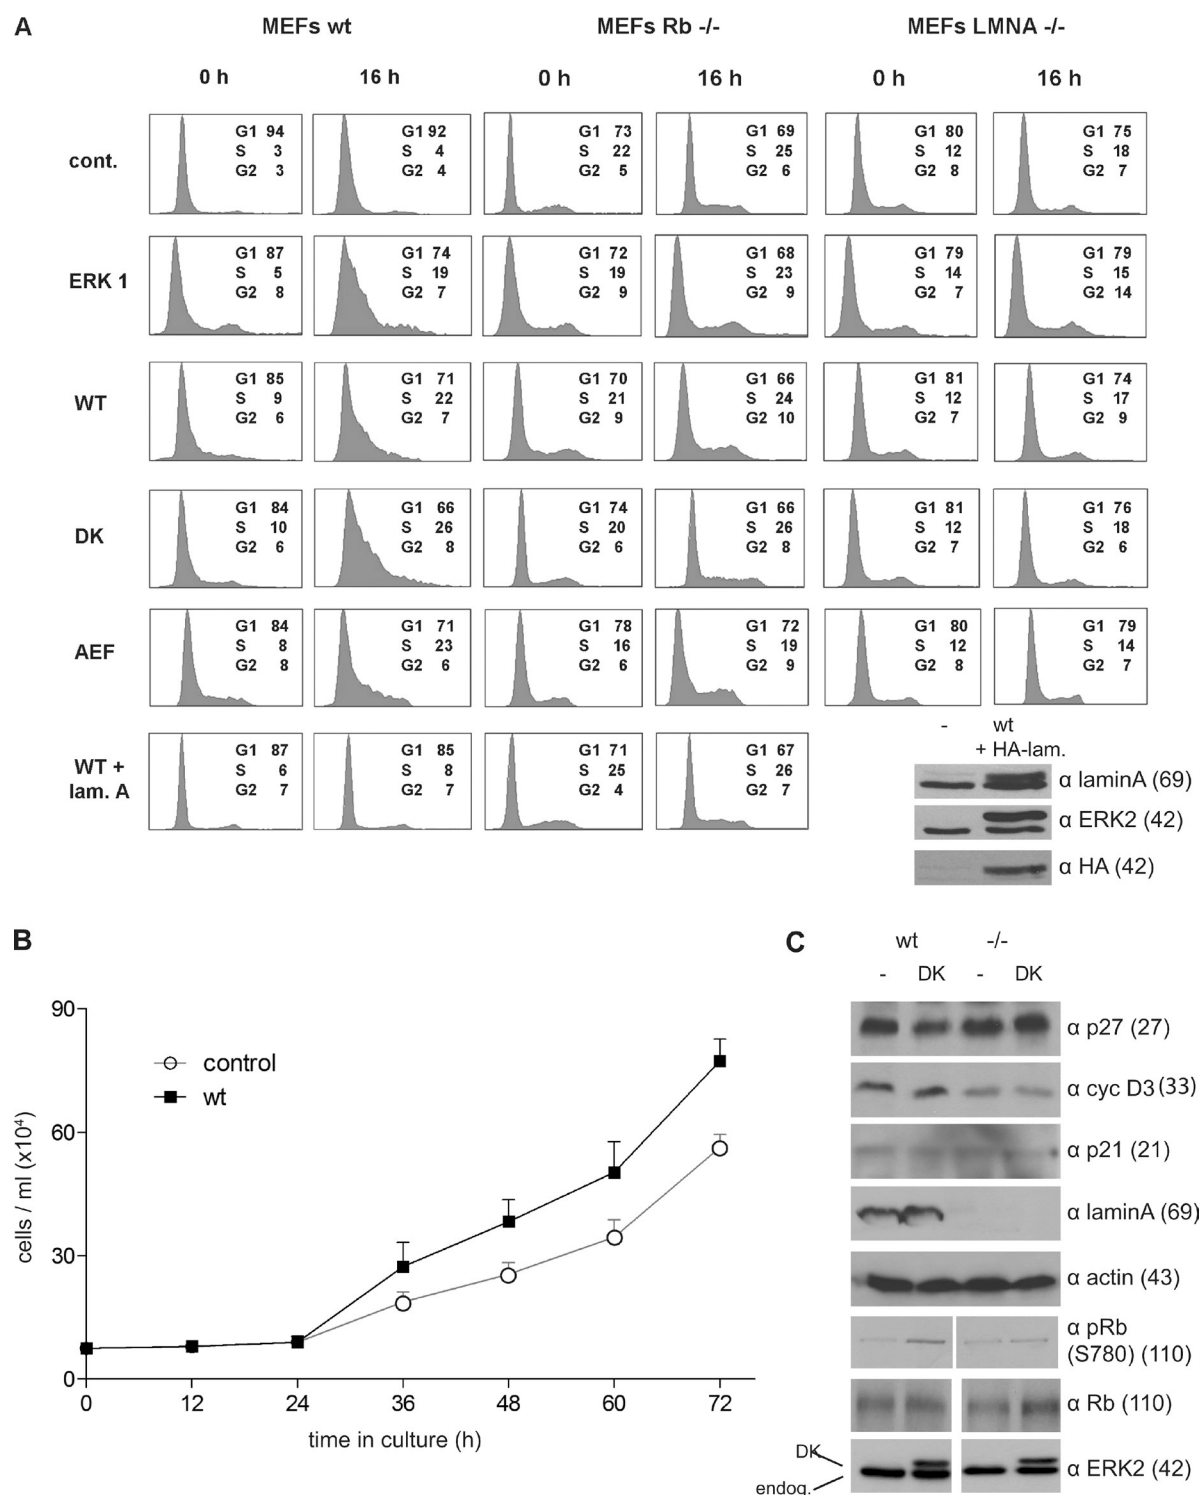 A
MEFs wt MEFs Rb -/- MEFs LMNA -/-
0 h 16 h 0 h 16 h 0 h 16 h
cont.
G1 94 G1 92 G1 73 G1 69 G1 80 G1 75
S 3 S 4 S 22 S 25 S 12 S 18
G2 3 G2 4 G2 5 G2 6 G2 8 G2 7
ERK 1
G1 87 G1 74 G1 72 G1 68 G1 79 G1 79
S 5 S 19 S 19 S 23 S 14 S 15
G2 8 G2 7 G2 9 G2 9 G2 7 G2 14
WT
G1 85 G1 71 G1 70 G1 66 G1 81 G1 74
S 9 S 22 S 21 S 24 S 12 S 17
G2 6 G2 7 G2 9 G2 10 G2 7 G2 9
DK
G1 84 G1 66 G1 74 G1 66 G1 81 G1 76
S 10 S 26 S 20 S 26 S 12 S 18
G2 6 G2 8 G2 6 G2 8 G2 7 G2 6
AEF
G1 84 G1 71 G1 78 G1 72 G1 80 G1 79
S 8 S 23 S 16 S 19 S 12 S 14
G2 8 G2 6 G2 6 G2 9 G2 8 G2 7
WT +
lam. A
G1 87 G1 85 G1 71 G1 67
S 6 S 8 S 25 S 26
G2 7 G2 7 G2 4 G2 7
- wt
+ HA-lam.
α laminA (69)
α ERK2 (42)
α HA (42)
B
90
60
30
0
cells / ml (x10⁴)
control
wt
0 12 24 36 48 60 72
time in culture (h)
C
wt -/-
- DK - DK
α p27 (27)
α cyc D3 (33)
α p21 (21)
α laminA (69)
α actin (43)
α pRb
(S780) (110)
α Rb (110)
DK
α ERK2 (42)
endog.